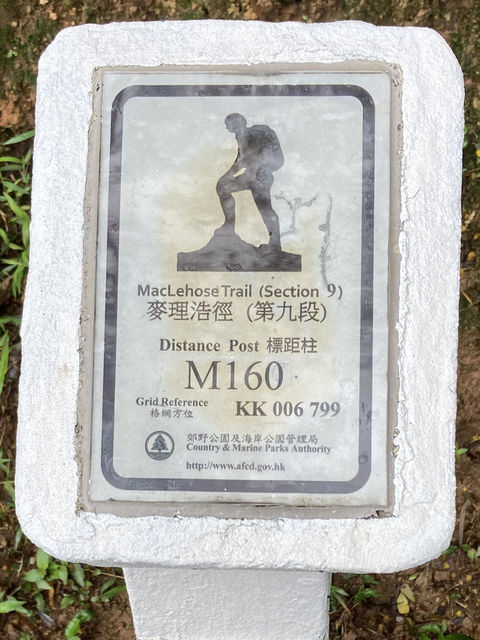 MacLehose Trail (Section 9)
麥理浩徑 (第九段)
Distance Post 標距柱
M160
Grid Reference
格網方位
KK 006 799
郊野公園及海岸公園管理局
Country & Marine Parks Authority
http://www.afcd.gov.hk